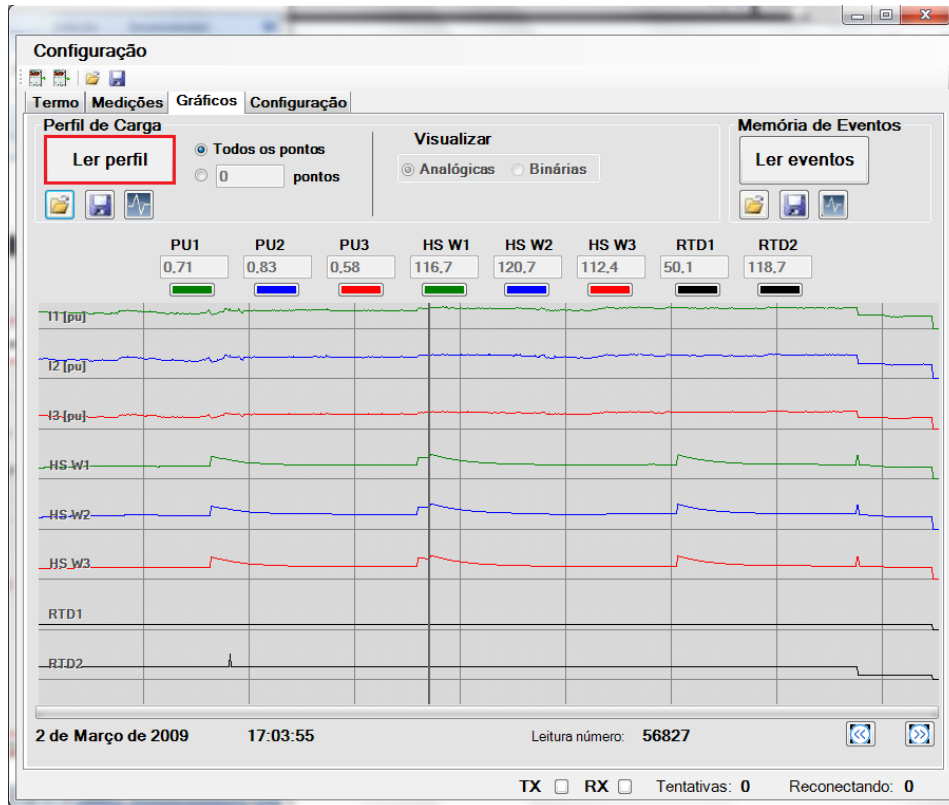 Configuração
Termo Medições Gráficos Configuração
Perfil de Carga
Ler perfil
Todos os pontos
0 pontos
Visualizar
Analógicas Binárias
Memória de Eventos
Ler eventos
PU1 PU2 PU3 HS W1 HS W2 HS W3 RTD1 RTD2
0,71 0,83 0,58 116,7 120,7 112,4 50,1 118,7
I1 [pu]
I2 [pu]
I3 [pu]
HS W1
HS W2
HS W3
RTD1
RTD2
2 de Março de 2009 17:03:55 Leitura número: 56827
TX RX Tentativas: 0 Reconectando: 0